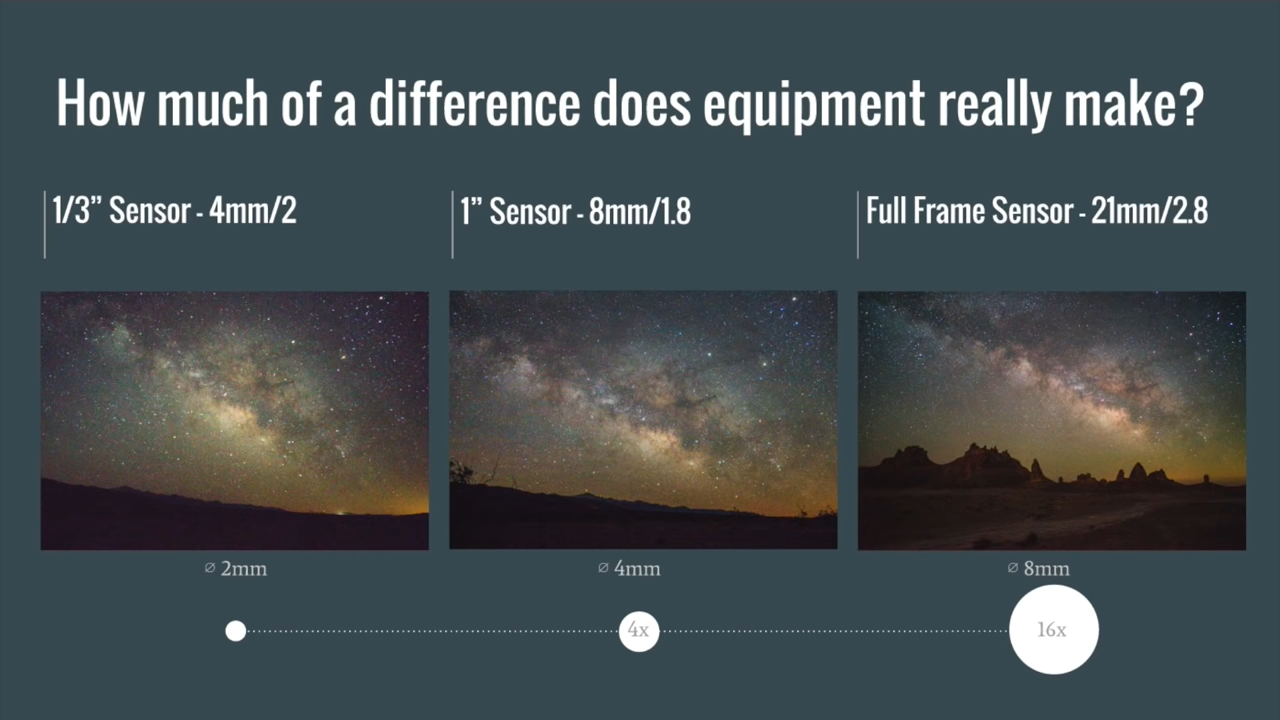 How much of a difference does equipment really make?
1/3” Sensor - 4mm/2
1” Sensor - 8mm/1.8
Full Frame Sensor - 21mm/2.8
∅ 2mm
∅ 4mm
∅ 8mm
4x
16x